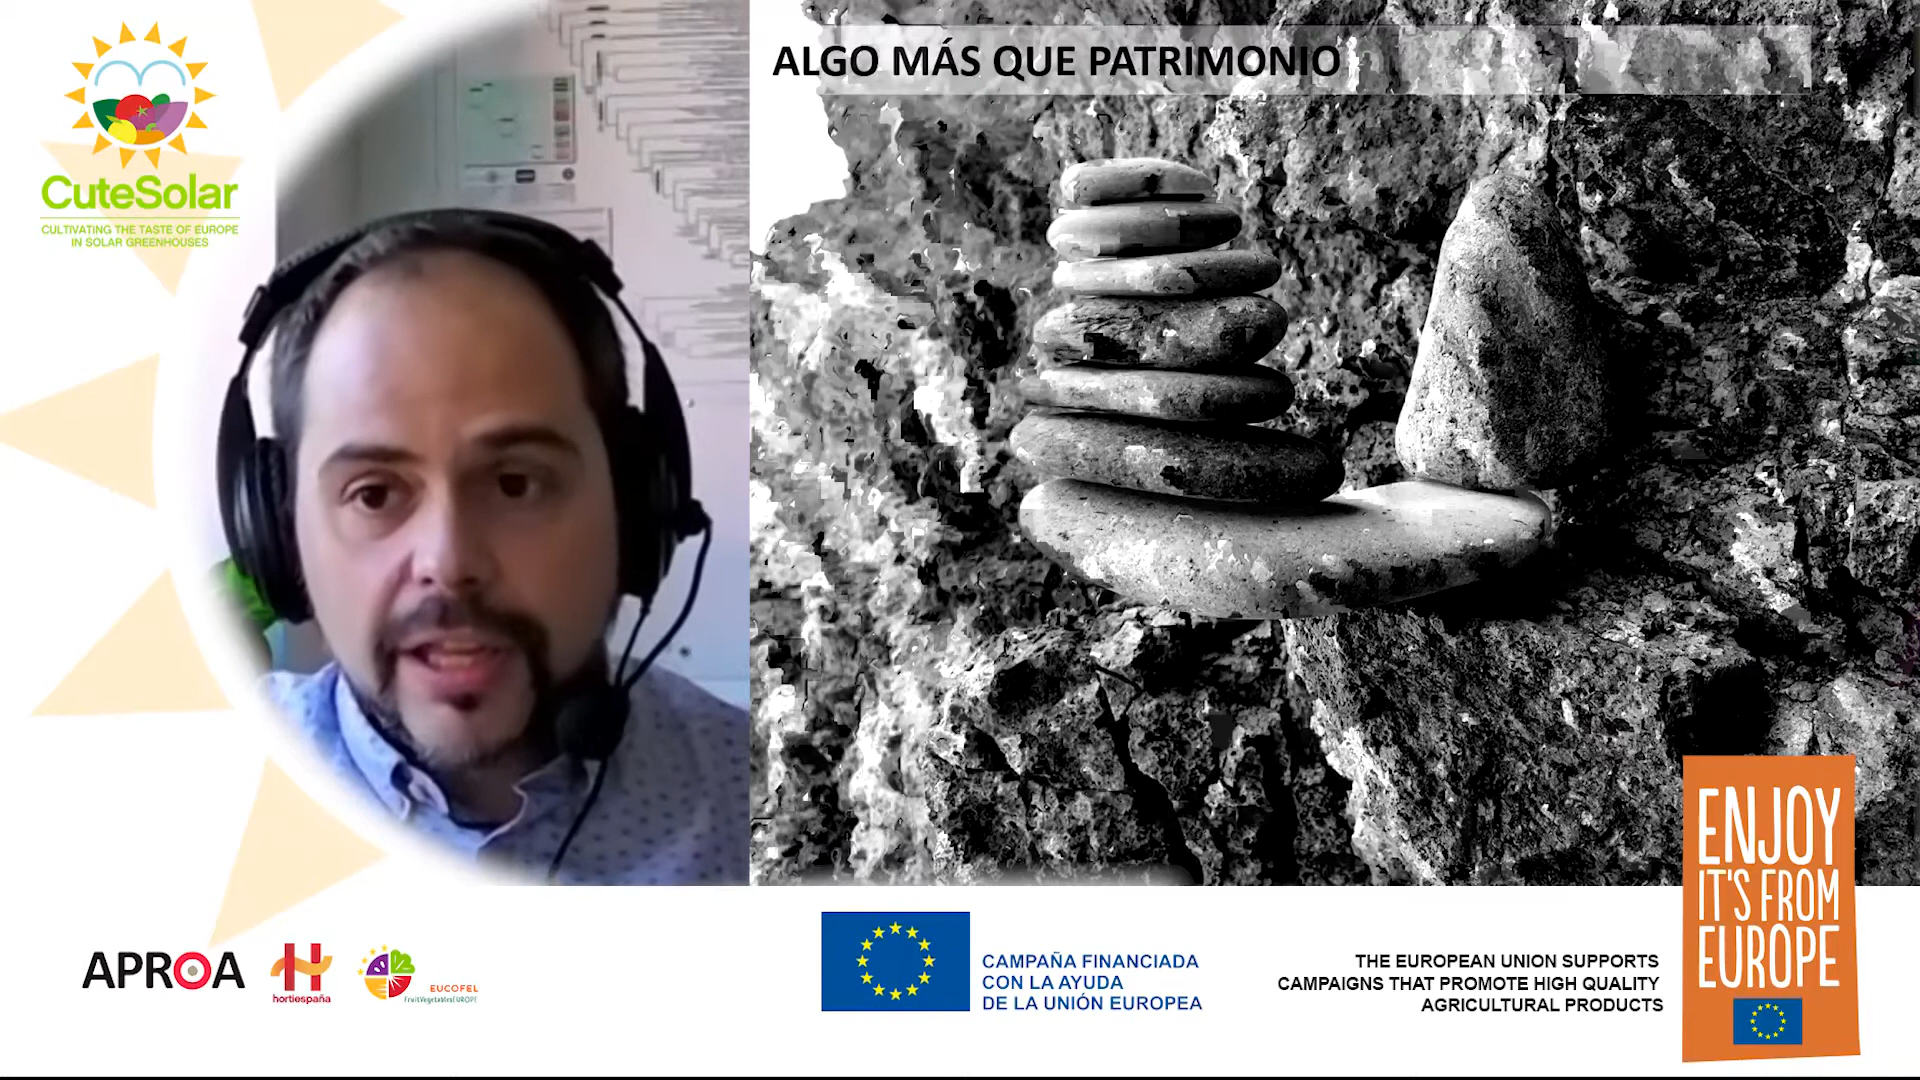 ALGO MÁS QUE PATRIMONIO
CuteSolar
CULTIVATING THE TASTE OF EUROPE
IN SOLAR GREENHOUSES
APROA
hortiespaña
EUCOFEL
FruitVegetablesEUROPE
CAMPAÑA FINANCIADA
CON LA AYUDA
DE LA UNIÓN EUROPEA
THE EUROPEAN UNION SUPPORTS
CAMPAIGNS THAT PROMOTE HIGH QUALITY
AGRICULTURAL PRODUCTS
ENJOY
IT'S FROM
EUROPE